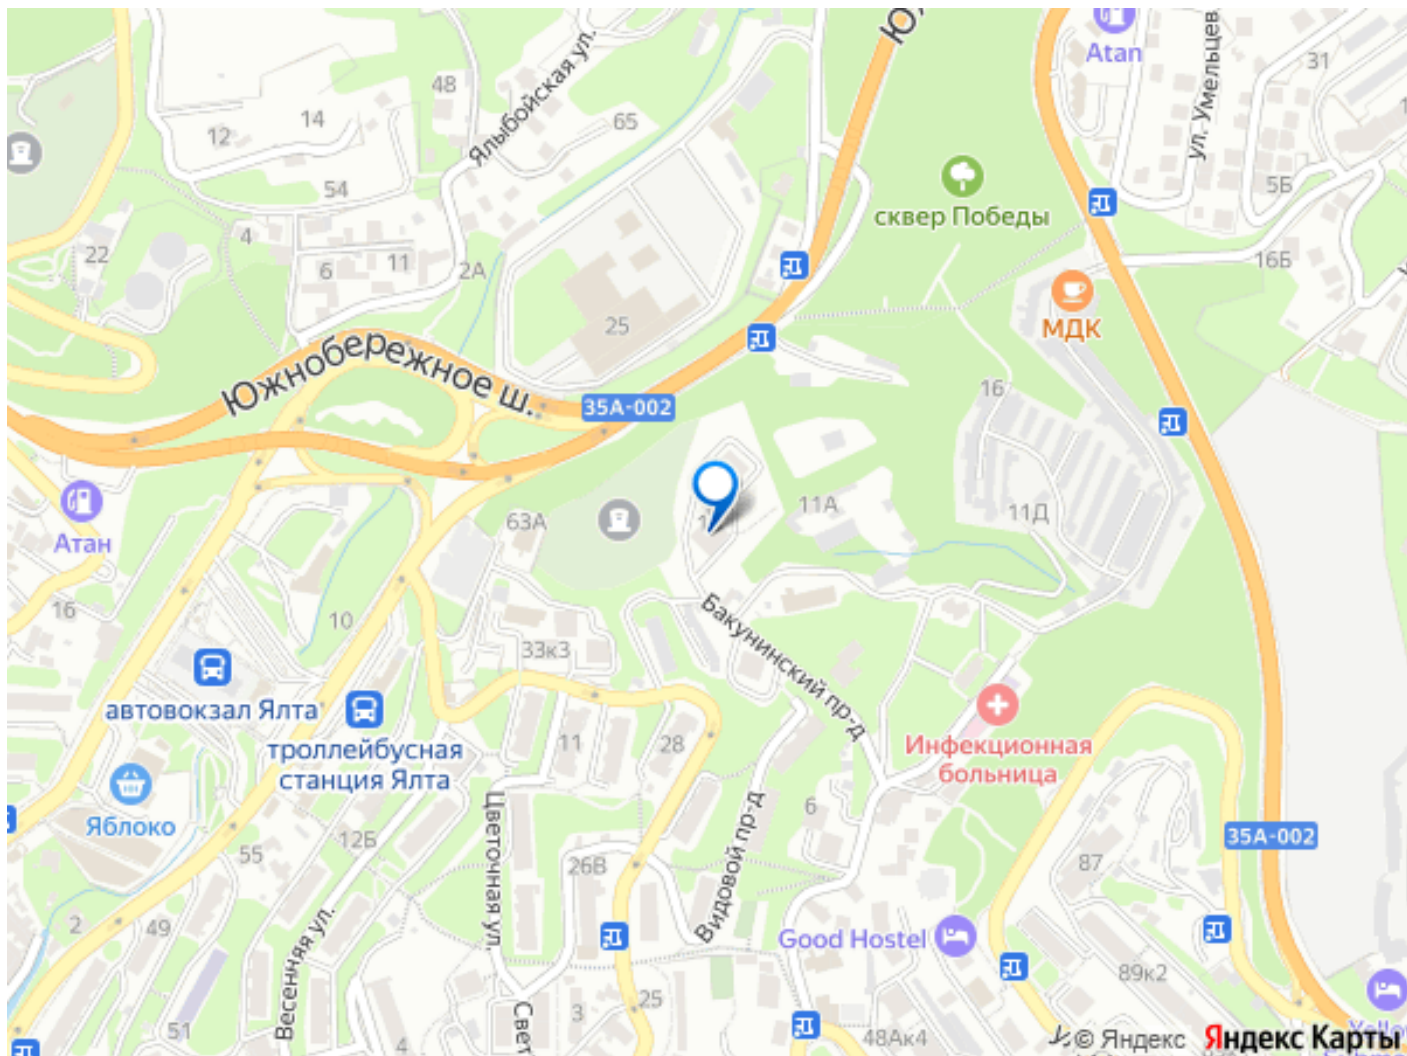 Atan
ул. Умельцев
31
48
Ялыбойская ул.
65
14
12
54
5Б
сквер Победы
4
22
11
6
2А
16Б
25
МДК
Южнобережное ш.
35А-002
16
Атан
63А
11А
11Д
16
10
33к3
Бакунинский пр-д
автовокзал Ялта
троллейбусная
станция Ялта
11
28
Инфекционная
больница
Яблоко
12Б
55
Цветочная ул.
26В
Видовой пр-д
6
87
35А-002
2
49
Весенняя ул.
Good Hostel
89к2
51
4
Свет
3
25
48Ак4
© Яндекс
Яндекс Карты